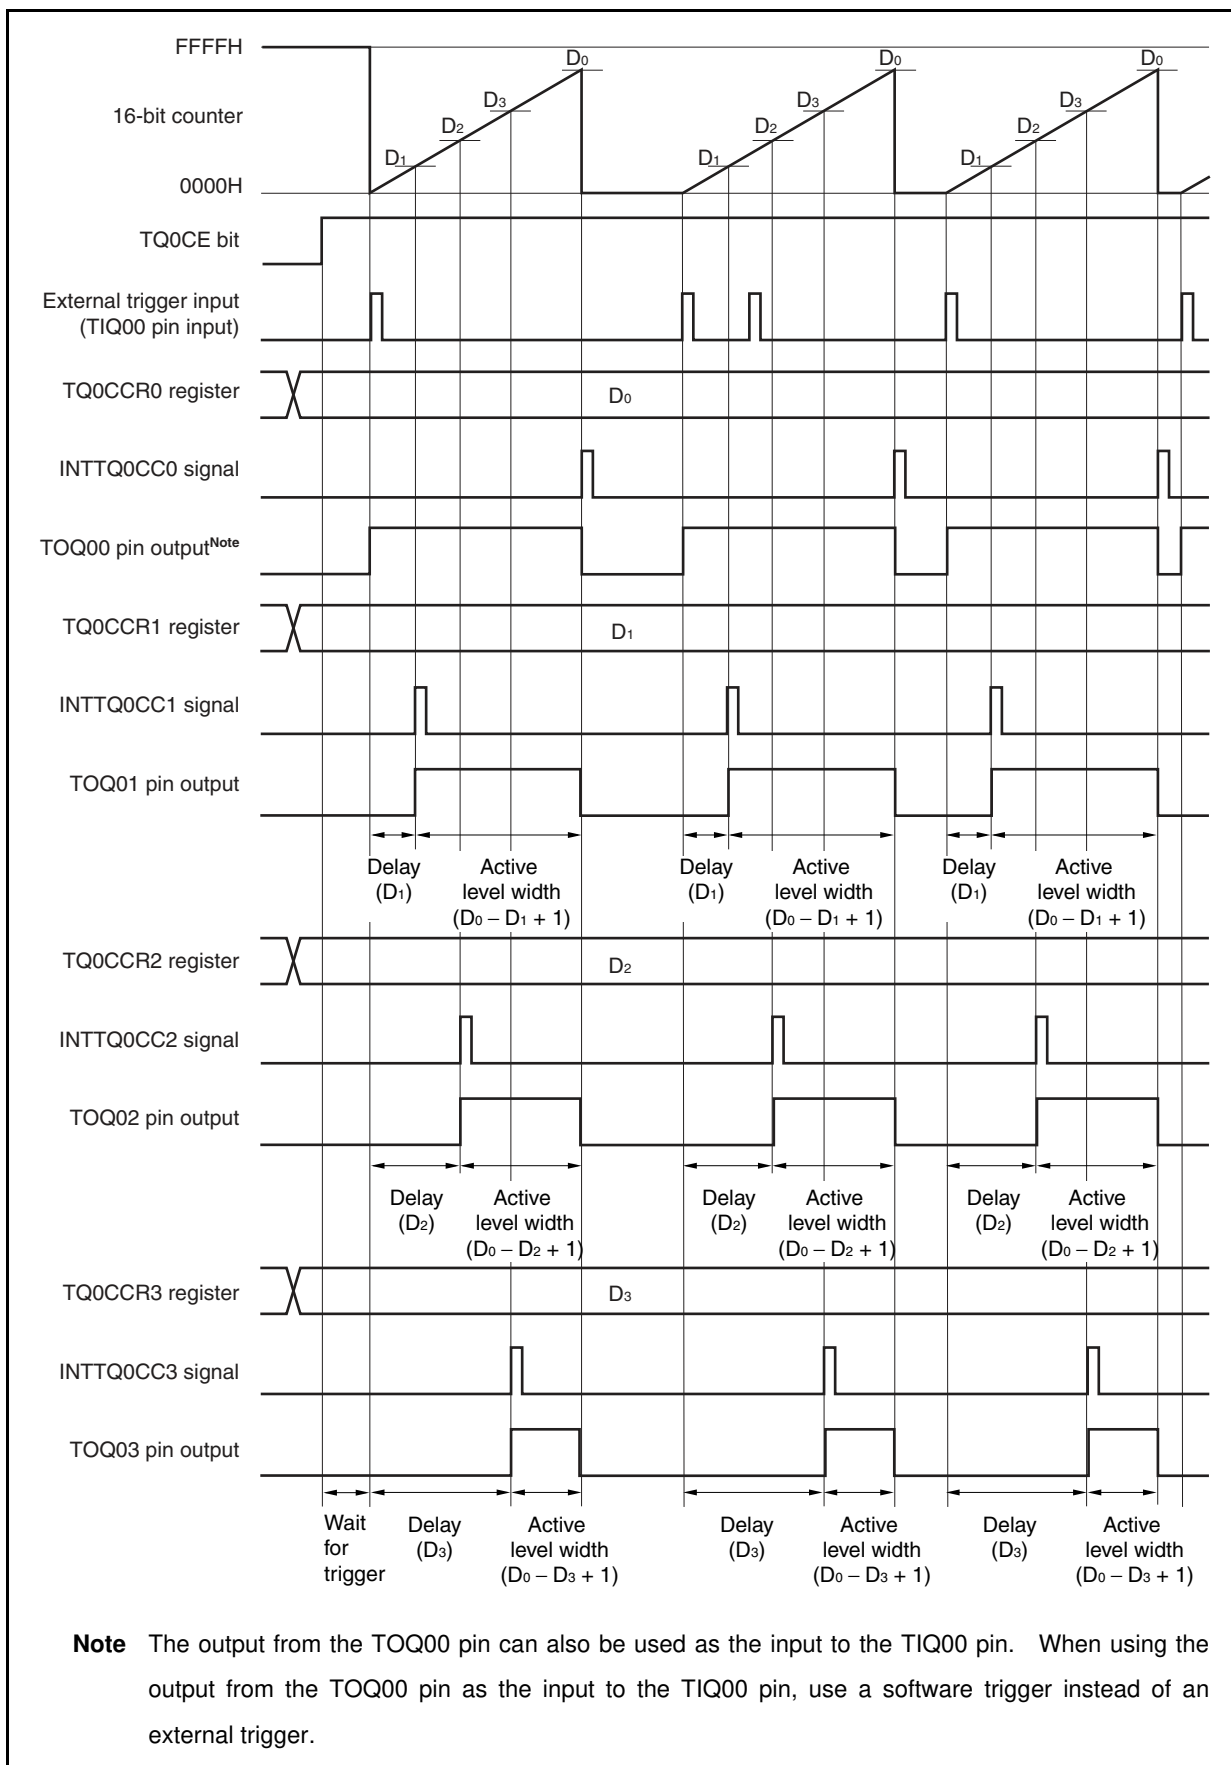 FFFFH
16-bit counter
0000H
D1
D2
D3
D0
D1
D2
D3
D0
D1
D2
D3
D0
TQ0CE bit
External trigger input
(TIQ00 pin input)
TQ0CCR0 register
D0
INTTQ0CC0 signal
TOQ00 pin outputNote
TQ0CCR1 register
D1
INTTQ0CC1 signal
TOQ01 pin output
Delay
(D1)
Active
level width
(D0 – D1 + 1)
Delay
(D1)
Active
level width
(D0 – D1 + 1)
Delay
(D1)
Active
level width
(D0 – D1 + 1)
TQ0CCR2 register
D2
INTTQ0CC2 signal
TOQ02 pin output
Delay
(D2)
Active
level width
(D0 – D2 + 1)
Delay
(D2)
Active
level width
(D0 – D2 + 1)
Delay
(D2)
Active
level width
(D0 – D2 + 1)
TQ0CCR3 register
D3
INTTQ0CC3 signal
TOQ03 pin output
Wait
for
trigger
Delay
(D3)
Active
level width
(D0 – D3 + 1)
Delay
(D3)
Active
level width
(D0 – D3 + 1)
Delay
(D3)
Active
level width
(D0 – D3 + 1)
Note The output from the TOQ00 pin can also be used as the input to the TIQ00 pin. When using the
output from the TOQ00 pin as the input to the TIQ00 pin, use a software trigger instead of an
external trigger.